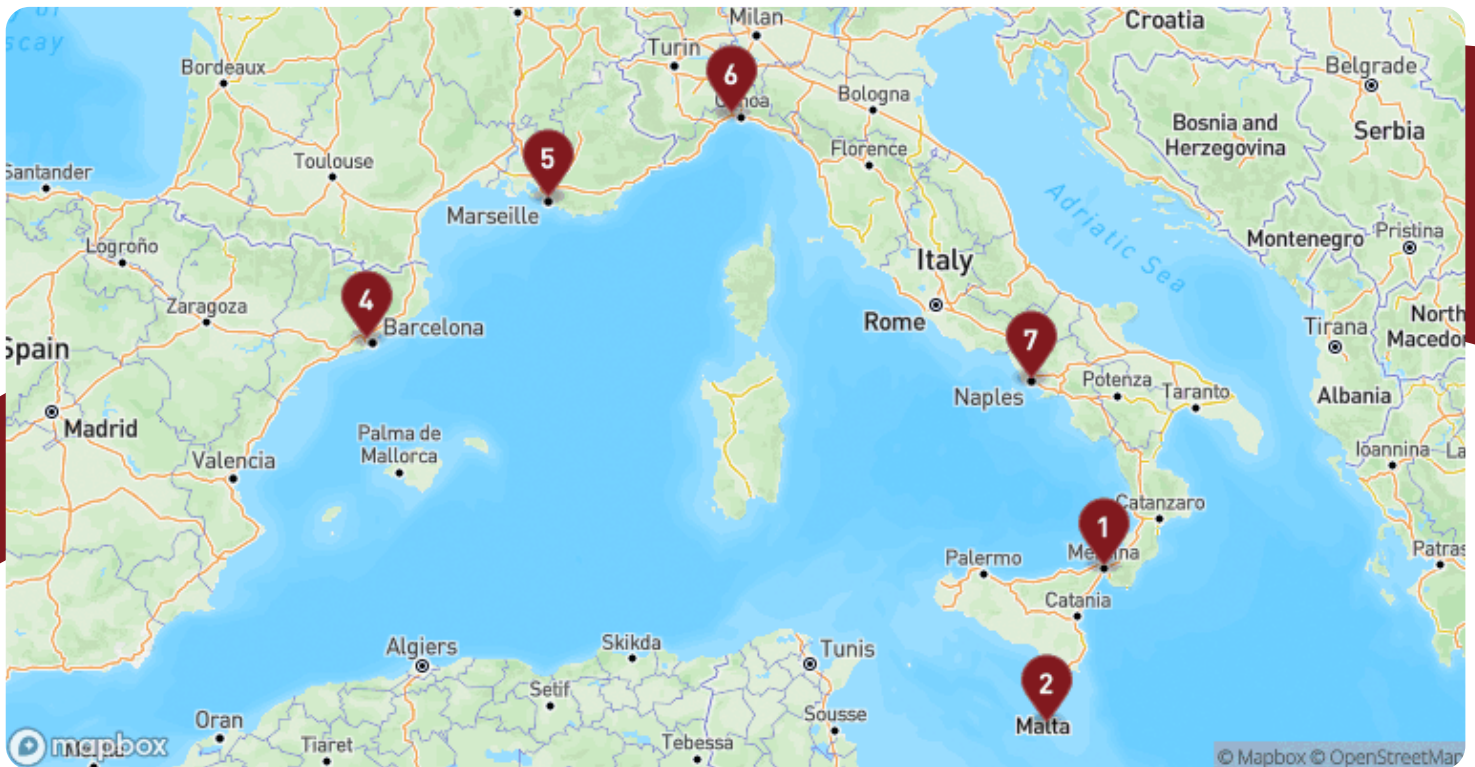 Milan
Croatia
Turin
Belgrade
Bordeaux
6
Bologna
Bosnia and
Herzegovina
Serbia
Florence
5
Toulouse
Santander
Adriatic Sea
Marseille
Logroño
Montenegro
Pristina
Italy
4
Zaragoza
Barcelona
Rome
7
Tirana
North
Spain
Naples
Potenza
Taranto
Albania
Madrid
Palma de
Mallorca
Valencia
Ioannina
1
Catanzaro
Palermo
Catania
Algiers
Skikda
Tunis
Setif
2
Malta
Oran
Tiaret
Sousse
Tebessa
mapbox
© Mapbox © OpenStreetMap